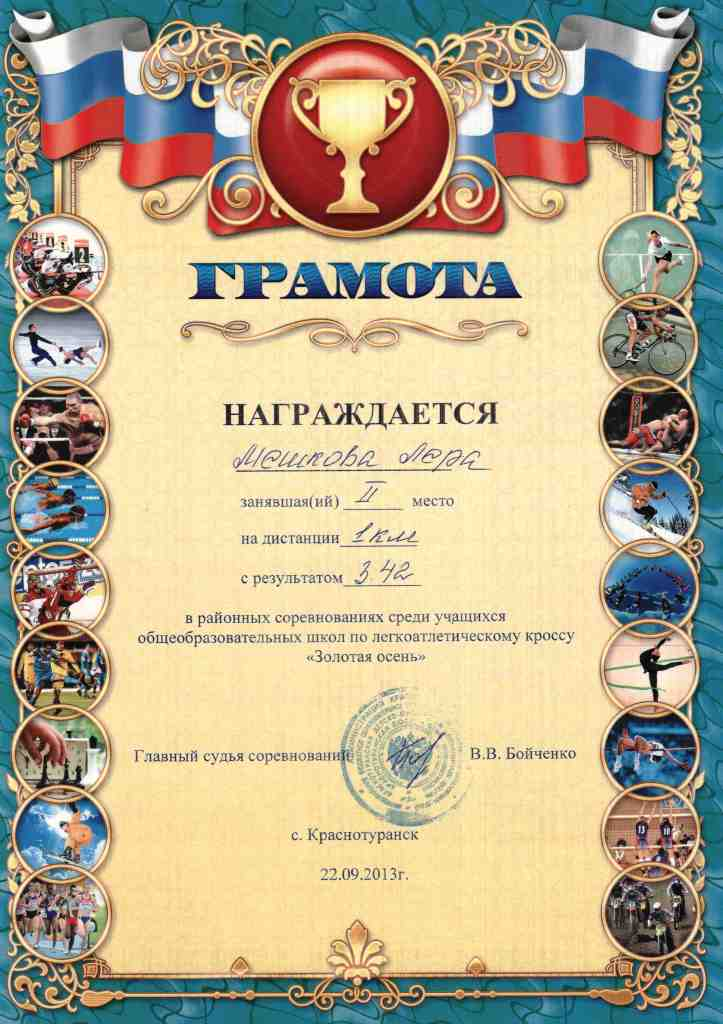 ГРАМОТА
НАГРАЖДАЕТСЯ
Мешкова Лера
занявшая(ий) II место
на дистанции 1 км
с результатом 3.42
в районных соревнованиях среди учащихся
общеобразовательных школ по легкоатлетическому кроссу
«Золотая осень»
Главный судья соревнований В.В. Бойченко
с. Краснотуранск
22.09.2013г.